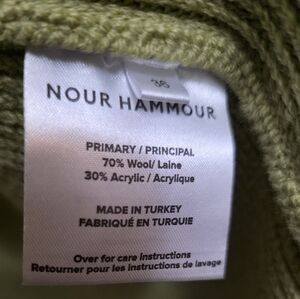 36
NOUR HAMMOUR
PRIMARY / PRINCIPAL
70% Wool/ Laine
30% Acrylic / Acrylique
MADE IN TURKEY
FABRIQUÉ EN TURQUIE
Over for care Instructions
Retourner pour les instructions de lavage